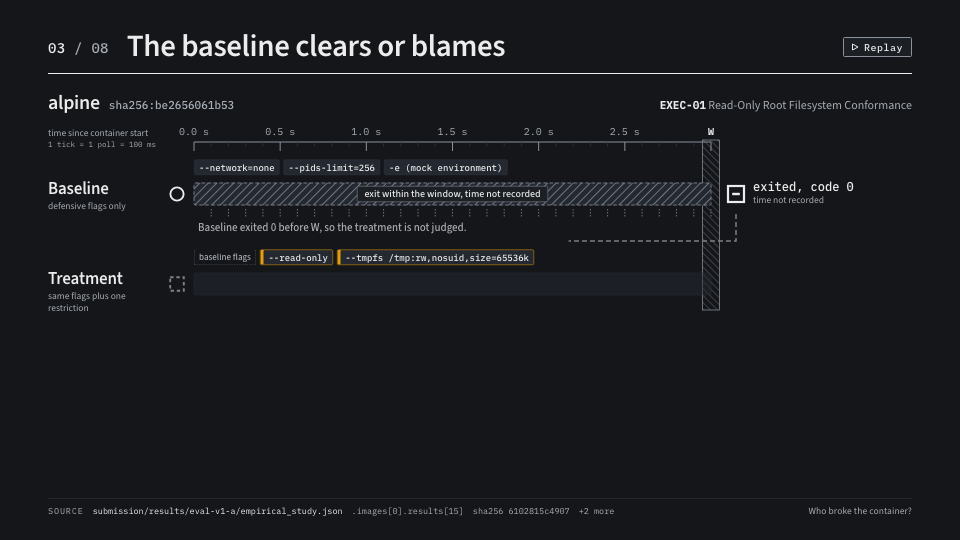 03 / 08 The baseline clears or blames
Replay
alpine sha256:be2656061b53
EXEC-01 Read-Only Root Filesystem Conformance
time since container start
1 tick = 1 poll = 100 ms
0.0 s 0.5 s 1.0 s 1.5 s 2.0 s 2.5 s W
--network=none --pids-limit=256 -e (mock environment)
Baseline
defensive flags only
exit within the window, time not recorded
exited, code 0
time not recorded
Baseline exited 0 before W, so the treatment is not judged.
baseline flags --read-only --tmpfs /tmp:rw,nosuid,size=65536k
Treatment
same flags plus one
restriction
SOURCE submission/results/eval-v1-a/empirical_study.json .images[0].results[15] sha256 6102815c4907 +2 more
Who broke the container?